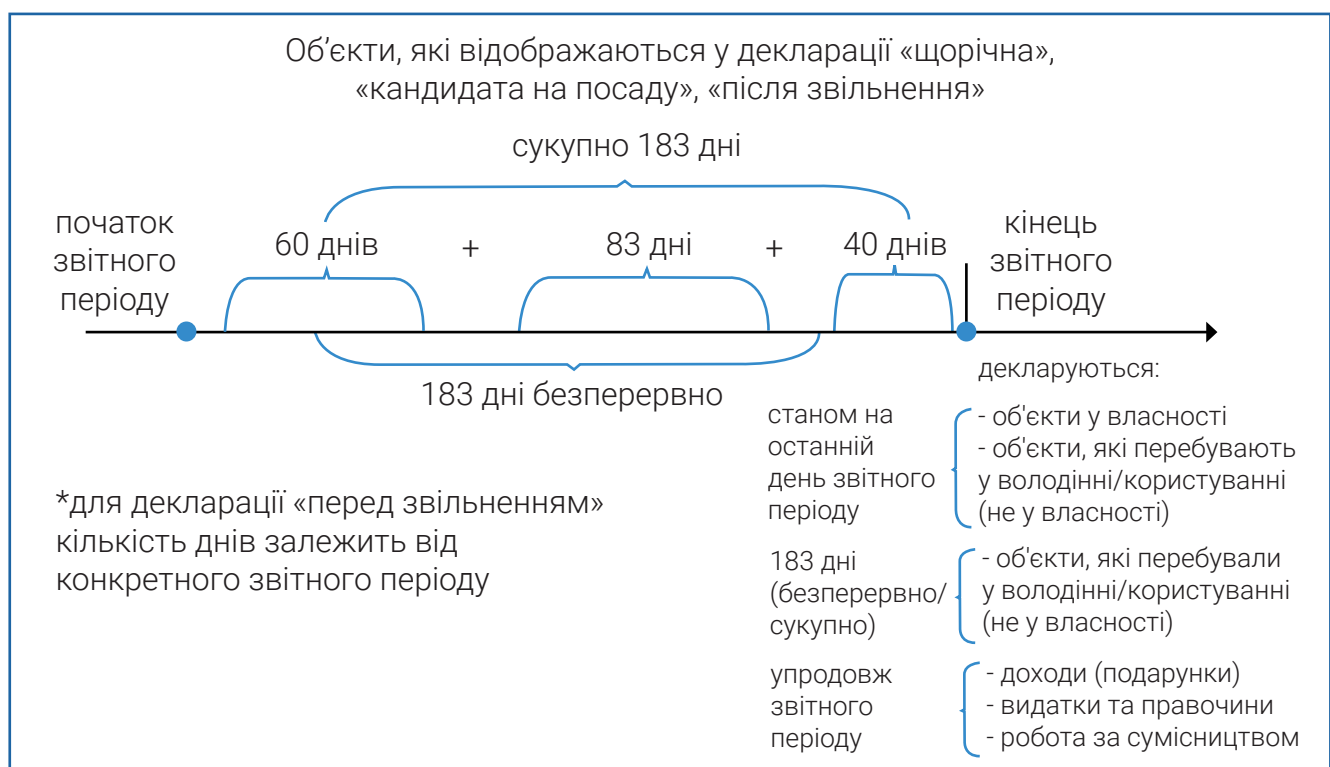 Об'єкти, які відображаються у декларації «щорічна»,
«кандидата на посаду», «після звільнення»
сукупно 183 дні
початок
звітного
періоду
60 днів + 83 дні + 40 днів
кінець
звітного
періоду
183 дні безперервно
декларуються:
станом на
останній
день звітного
періоду
- об'єкти у власності
- об'єкти, які перебувають
у володінні/користуванні
(не у власності)
*для декларації «перед звільненням»
кількість днів залежить від
конкретного звітного періоду
183 дні
(безперервно/
сукупно)
- об'єкти, які перебували
у володінні/користуванні
(не у власності)
упродовж
звітного
періоду
- доходи (подарунки)
- видатки та правочини
- робота за сумісництвом